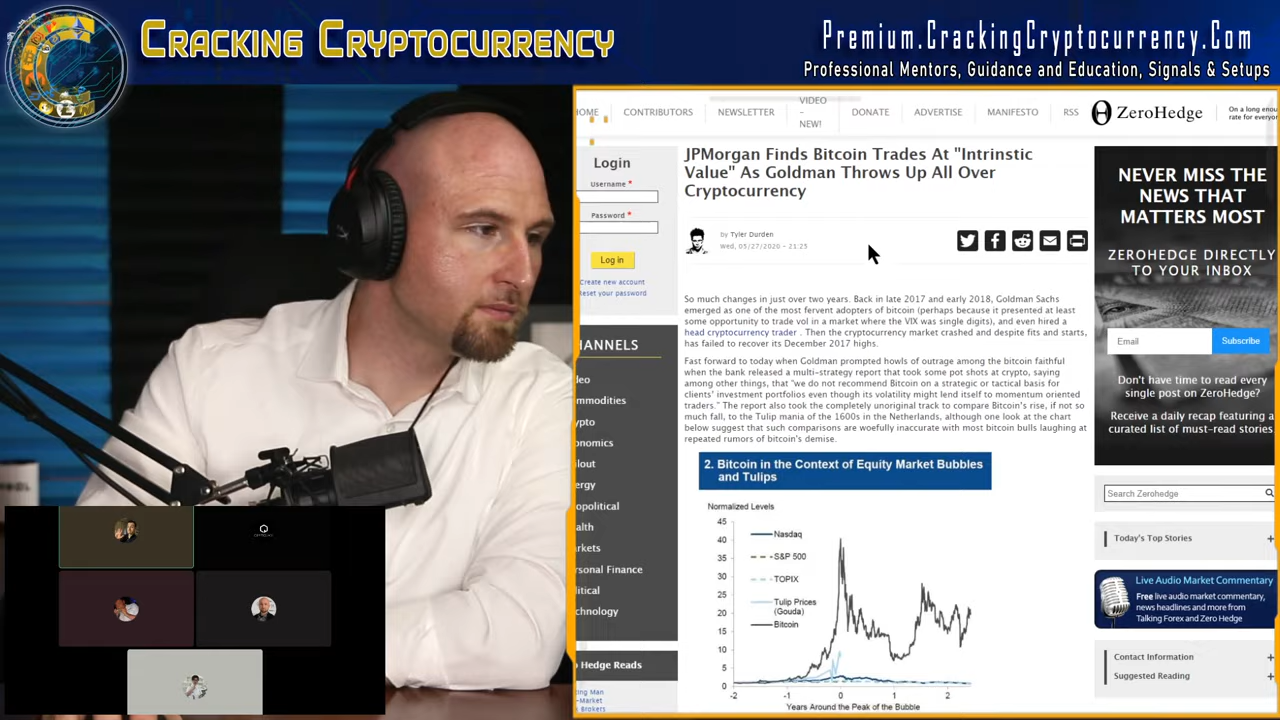 CRACKING CRYPTOCURRENCY
Premium.CrackingCryptocurrency.Com
Professional Mentors, Guidance and Education, Signals & Setups
HOME
CONTRIBUTORS
NEWSLETTER
VIDEO
-
NEW!
DONATE
ADVERTISE
MANIFESTO
RSS
ZeroHedge
On a long enou
rate for everyon
Login
Username *
Password *
Log in
Create new account
Reset your password
HANNELS
deo
mmodities
ypto
onomics
llout
ergy
opolitical
alth
rkets
rsonal Finance
litical
chnology
Hedge Reads
JPMorgan Finds Bitcoin Trades At "Intrinstic
Value" As Goldman Throws Up All Over
Cryptocurrency
by Tyler Durden
Wed, 05/27/2020 - 21:25
So much changes in just over two years. Back in late 2017 and early 2018, Goldman Sachs
emerged as one of the most fervent adopters of bitcoin (perhaps because it presented at least
some opportunity to trade vol in a market where the VIX was single digits), and even hired a
head cryptocurrency trader . Then the cryptocurrency market crashed and despite fits and starts,
has failed to recover its December 2017 highs.
Fast forward to today when Goldman prompted howls of outrage among the bitcoin faithful
when the bank released a multi-strategy report that took some pot shots at crypto, saying
among other things, that "we do not recommend Bitcoin on a strategic or tactical basis for
clients' investment portfolios even though its volatility might lend itself to momentum oriented
traders." The report also took the completely unoriginal track to compare Bitcoin's rise, if not so
much fall, to the Tulip mania of the 1600s in the Netherlands, although one look at the chart
below suggest that such comparisons are woefully inaccurate with most bitcoin bulls laughing at
repeated rumors of bitcoin's demise.
2. Bitcoin in the Context of Equity Market Bubbles
and Tulips
Normalized Levels
45
40
35
30
25
20
15
10
5
0
Nasdaq
S&P 500
TOPIX
Tulip Prices
(Gouda)
Bitcoin
-2
-1
0
1
2
Years Around the Peak of the Bubble
NEVER MISS THE
NEWS THAT
MATTERS MOST
ZEROHEDGE DIRECTLY
TO YOUR INBOX
Email
Subscribe
Don't have time to read every
single post on ZeroHedge?
Receive a daily recap featuring a
curated list of must-read stories.
Search Zerohedge
Today's Top Stories
+
Live Audio Market Commentary
Free live audio market commentary,
news headlines and more from
Talking Forex and Zero Hedge
Contact Information
+
Suggested Reading
+